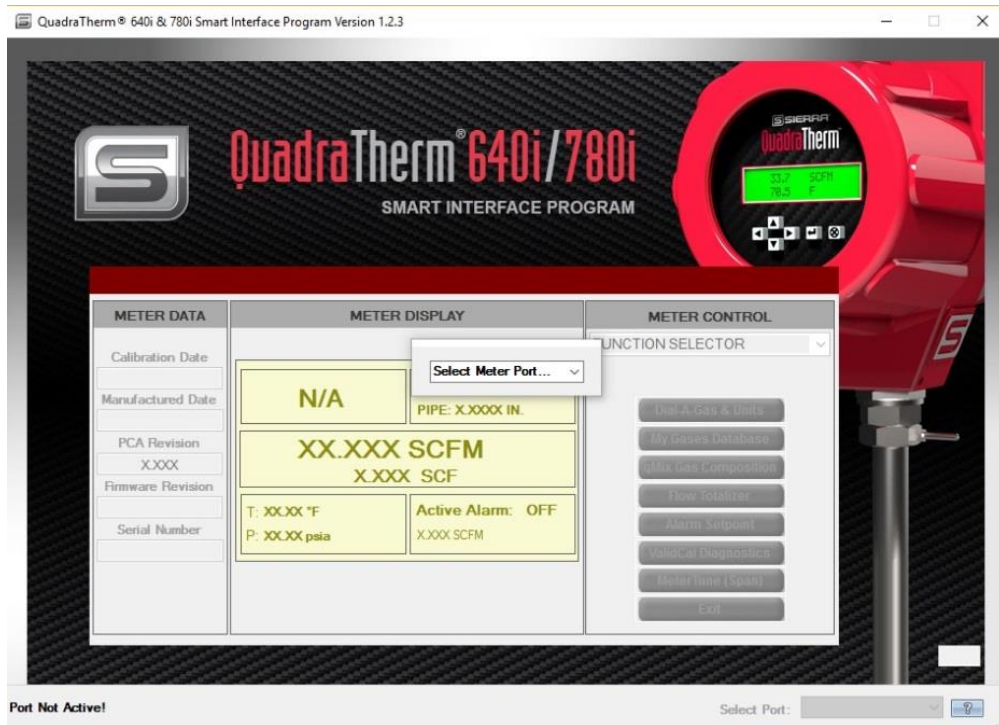 QuadraTherm® 640i & 780i Smart Interface Program Version 1.2.3
QuadraTherm® 640i/780i
SMART INTERFACE PROGRAM
SIERRA
QuadraTherm
33.7 SCFM
78.5 F
METER DATA
Calibration Date
Manufactured Date
PCA Revision
X.XXX
Firmware Revision
Serial Number
METER DISPLAY
Select Meter Port...
N/A
PIPE: X.XXXX IN.
XX.XXX SCFM
X.XXX SCF
T: XX.XX °F
P: XX.XX psia
Active Alarm: OFF
X.XXX SCFM
METER CONTROL
FUNCTION SELECTOR
Dial-A-Gas & Units
My Gases Database
qMix Gas Composition
Flow Totalizer
Alarm Setpoint
ValidCal Diagnostics
MeterTune (Span)
Exit
Port Not Active!
Select Port:
?